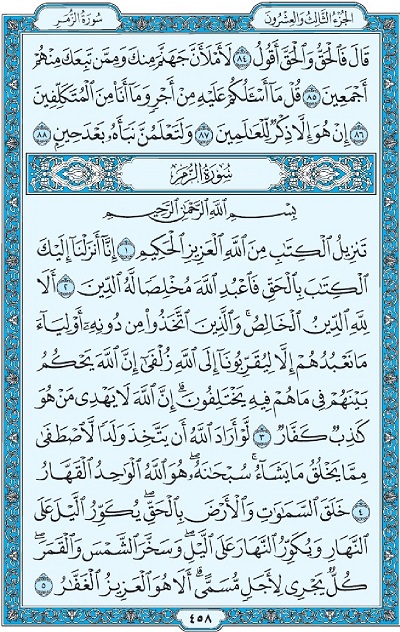 الجزء الثالث والعشرون
سورة الزمر
قَالَ فَٱلْحَقُّ وَٱلْحَقَّ أَقُولُ ٨٤ لَأَمْلَأَنَّ جَهَنَّمَ مِنكَ وَمِمَّن تَبِعَكَ مِنْهُمْ
أَجْمَعِينَ ٨٥ قُلْ مَآ أَسْـَٔلُكُمْ عَلَيْهِ مِنْ أَجْرٍ وَمَآ أَنَا۠ مِنَ ٱلْمُتَكَلِّفِينَ
٨٦ إِنْ هُوَ إِلَّا ذِكْرٌ لِّلْعَٰلَمِينَ ٨٧ وَلَتَعْلَمُنَّ نَبَأَهُۥ بَعْدَ حِينٍۭ ٨٨
سُورَةُ الزُّمَرِ
بِسْمِ ٱللَّهِ ٱلرَّحْمَٰنِ ٱلرَّحِيمِ
تَنزِيلُ ٱلْكِتَٰبِ مِنَ ٱللَّهِ ٱلْعَزِيزِ ٱلْحَكِيمِ ١ إِنَّآ أَنزَلْنَآ إِلَيْكَ
ٱلْكِتَٰبَ بِٱلْحَقِّ فَٱعْبُدِ ٱللَّهَ مُخْلِصًا لَّهُ ٱلدِّينَ ٢ أَلَا
لِلَّهِ ٱلدِّينُ ٱلْخَالِصُ ۚ وَٱلَّذِينَ ٱتَّخَذُوا۟ مِن دُونِهِۦٓ أَوْلِيَآءَ
مَا نَعْبُدُهُمْ إِلَّا لِيُقَرِّبُونَآ إِلَى ٱللَّهِ زُلْفَىٰٓ إِنَّ ٱللَّهَ يَحْكُمُ
بَيْنَهُمْ فِى مَا هُمْ فِيهِ يَخْتَلِفُونَ ۗ إِنَّ ٱللَّهَ لَا يَهْدِى مَنْ هُوَ
كَٰذِبٌ كَفَّارٌ ٣ لَّوْ أَرَادَ ٱللَّهُ أَن يَتَّخِذَ وَلَدًا لَّٱصْطَفَىٰ
مِمَّا يَخْلُقُ مَا يَشَآءُ ۚ سُبْحَٰنَهُۥ ۖ هُوَ ٱللَّهُ ٱلْوَٰحِدُ ٱلْقَهَّارُ
٤ خَلَقَ ٱلسَّمَٰوَٰتِ وَٱلْأَرْضَ بِٱلْحَقِّ ۖ يُكَوِّرُ ٱلَّيْلَ عَلَى
ٱلنَّهَارِ وَيُكَوِّرُ ٱلنَّهَارَ عَلَى ٱلَّيْلِ ۖ وَسَخَّرَ ٱلشَّمْسَ وَٱلْقَمَرَ ۖ
كُلٌّ يَجْرِى لِأَجَلٍ مُّسَمًّى ۗ أَلَا هُوَ ٱلْعَزِيزُ ٱلْغَفَّٰرُ ٥
٤٥٨